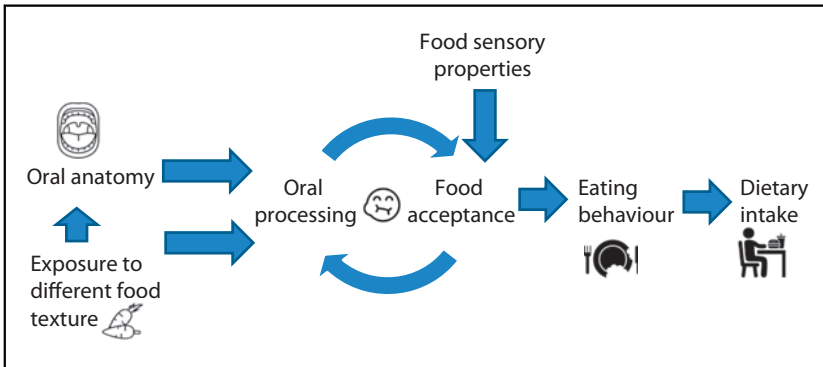 Food sensory
properties
Oral anatomy
Exposure to
different food
texture
Oral
processing
Food
acceptance
Eating
behaviour
Dietary
intake